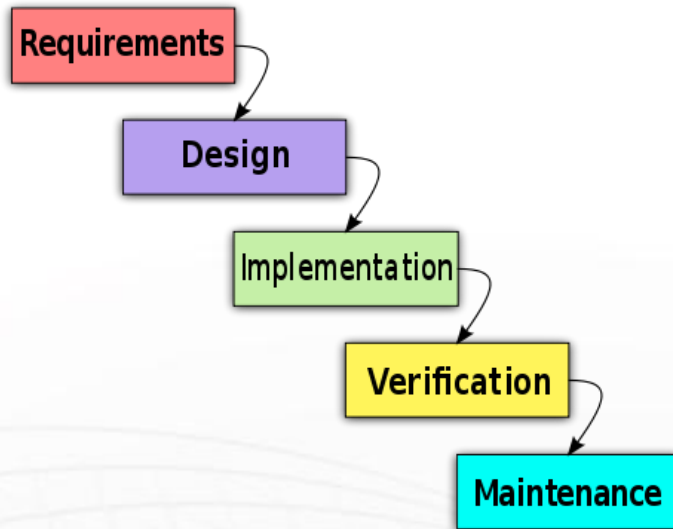 Requirements
Design
Implementation
Verification
Maintenance